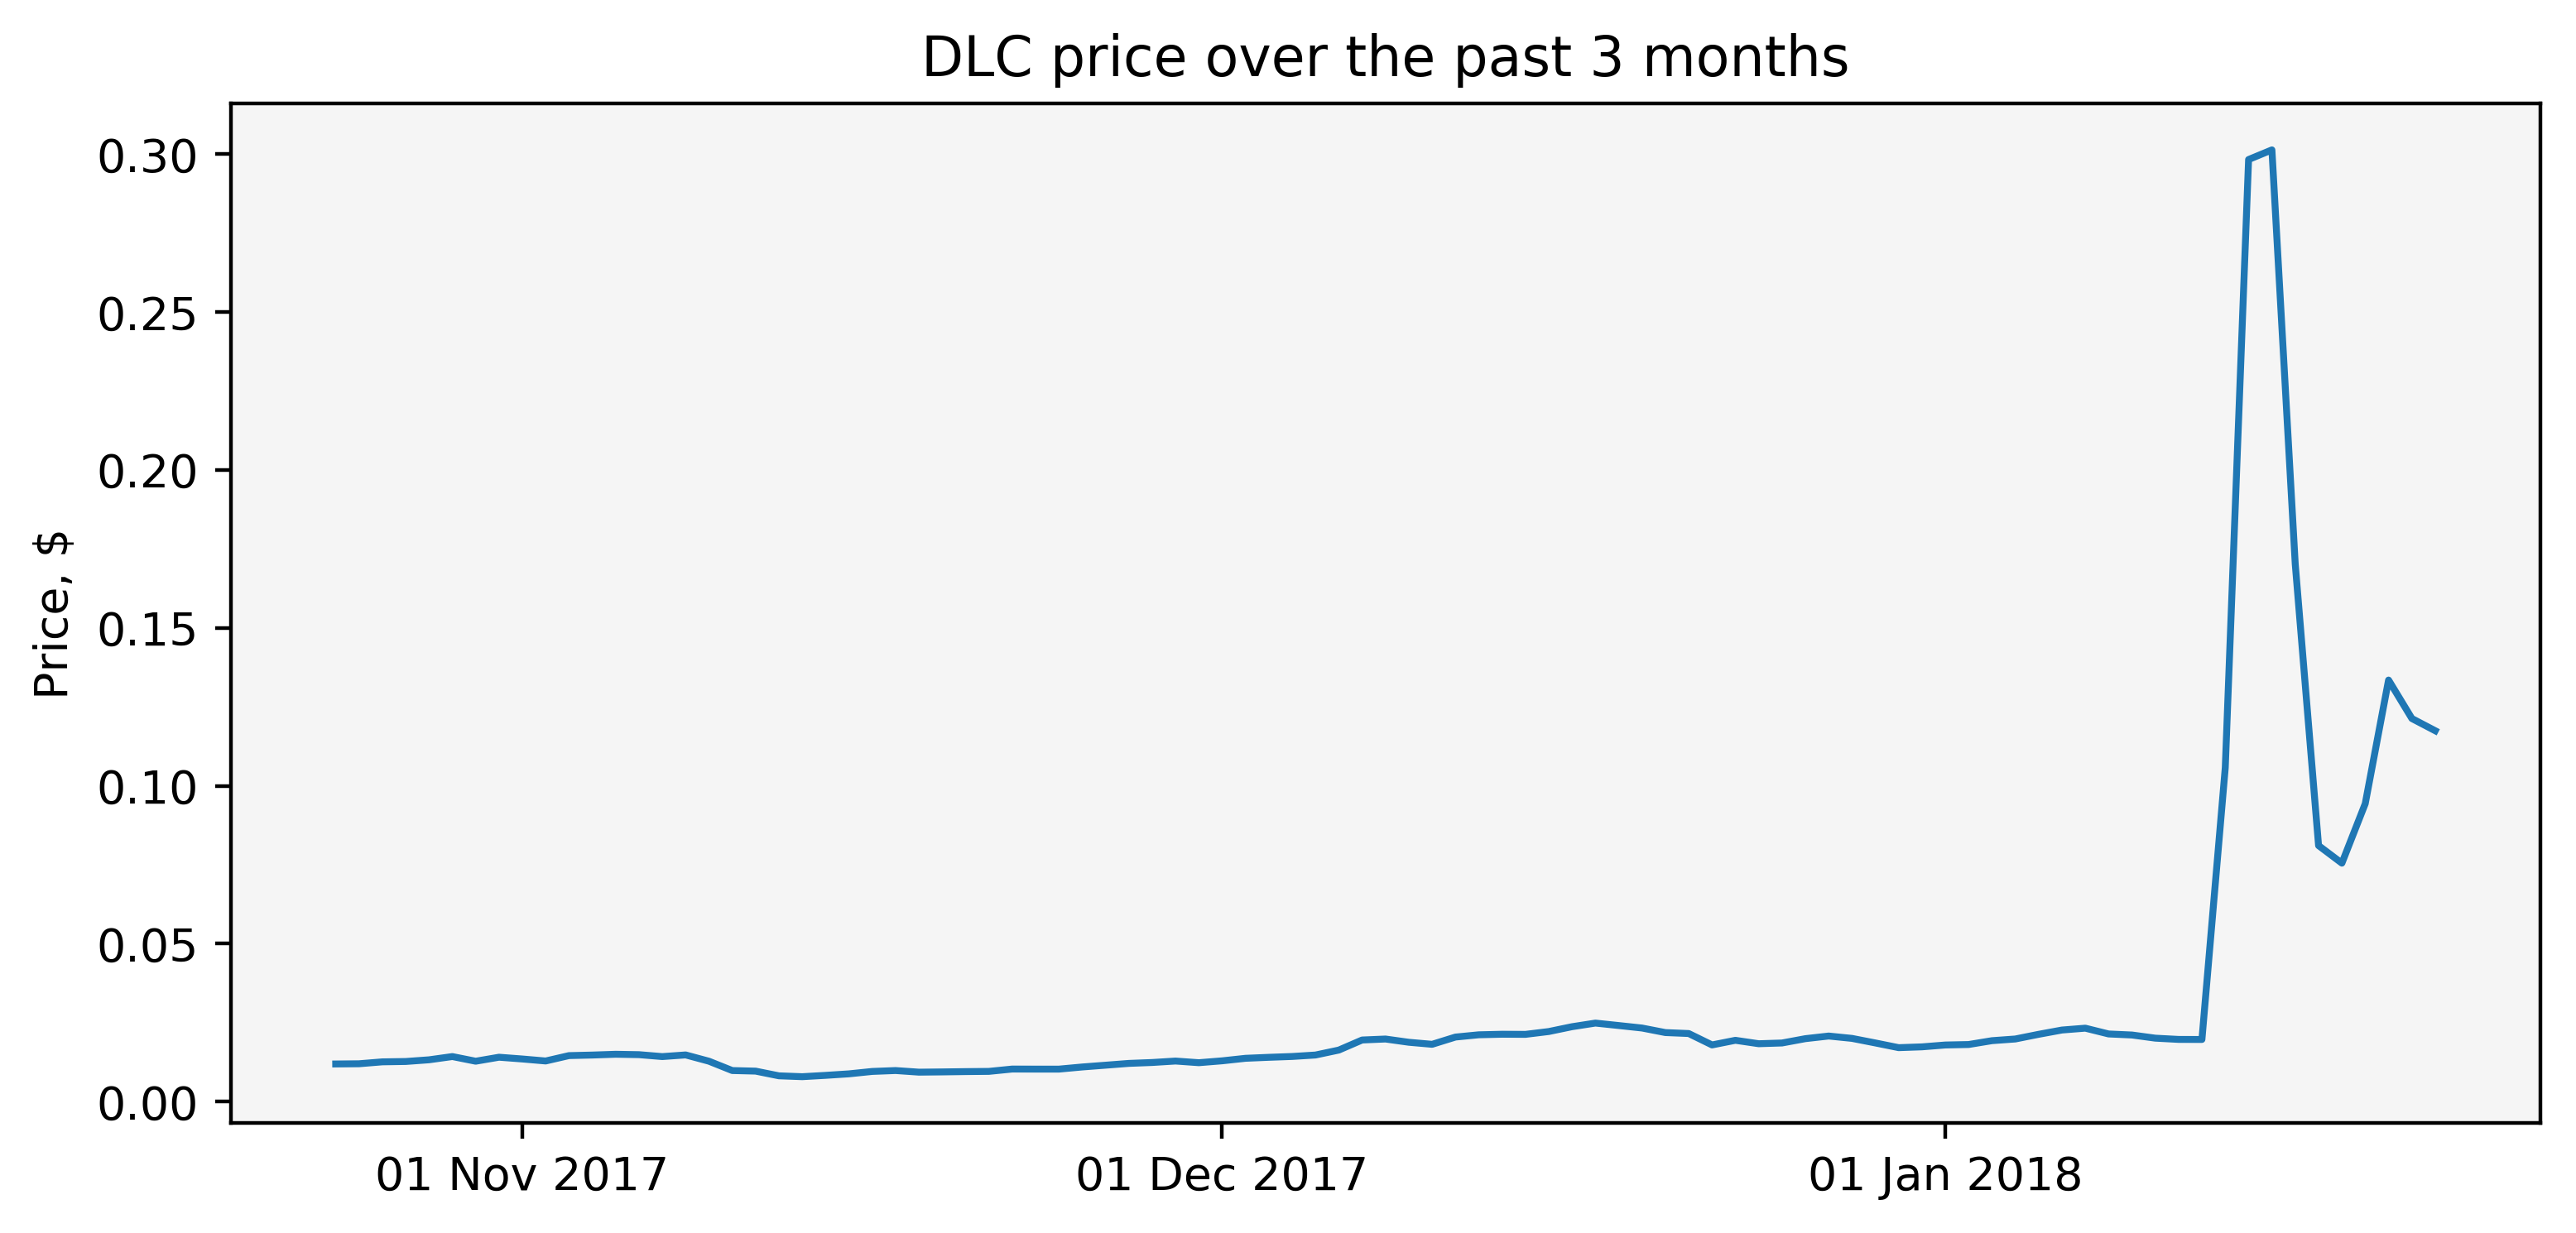 DLC price over the past 3 months
0.30
0.25
0.20
0.15
0.10
0.05
0.00
Price, $
01 Nov 2017
01 Dec 2017
01 Jan 2018